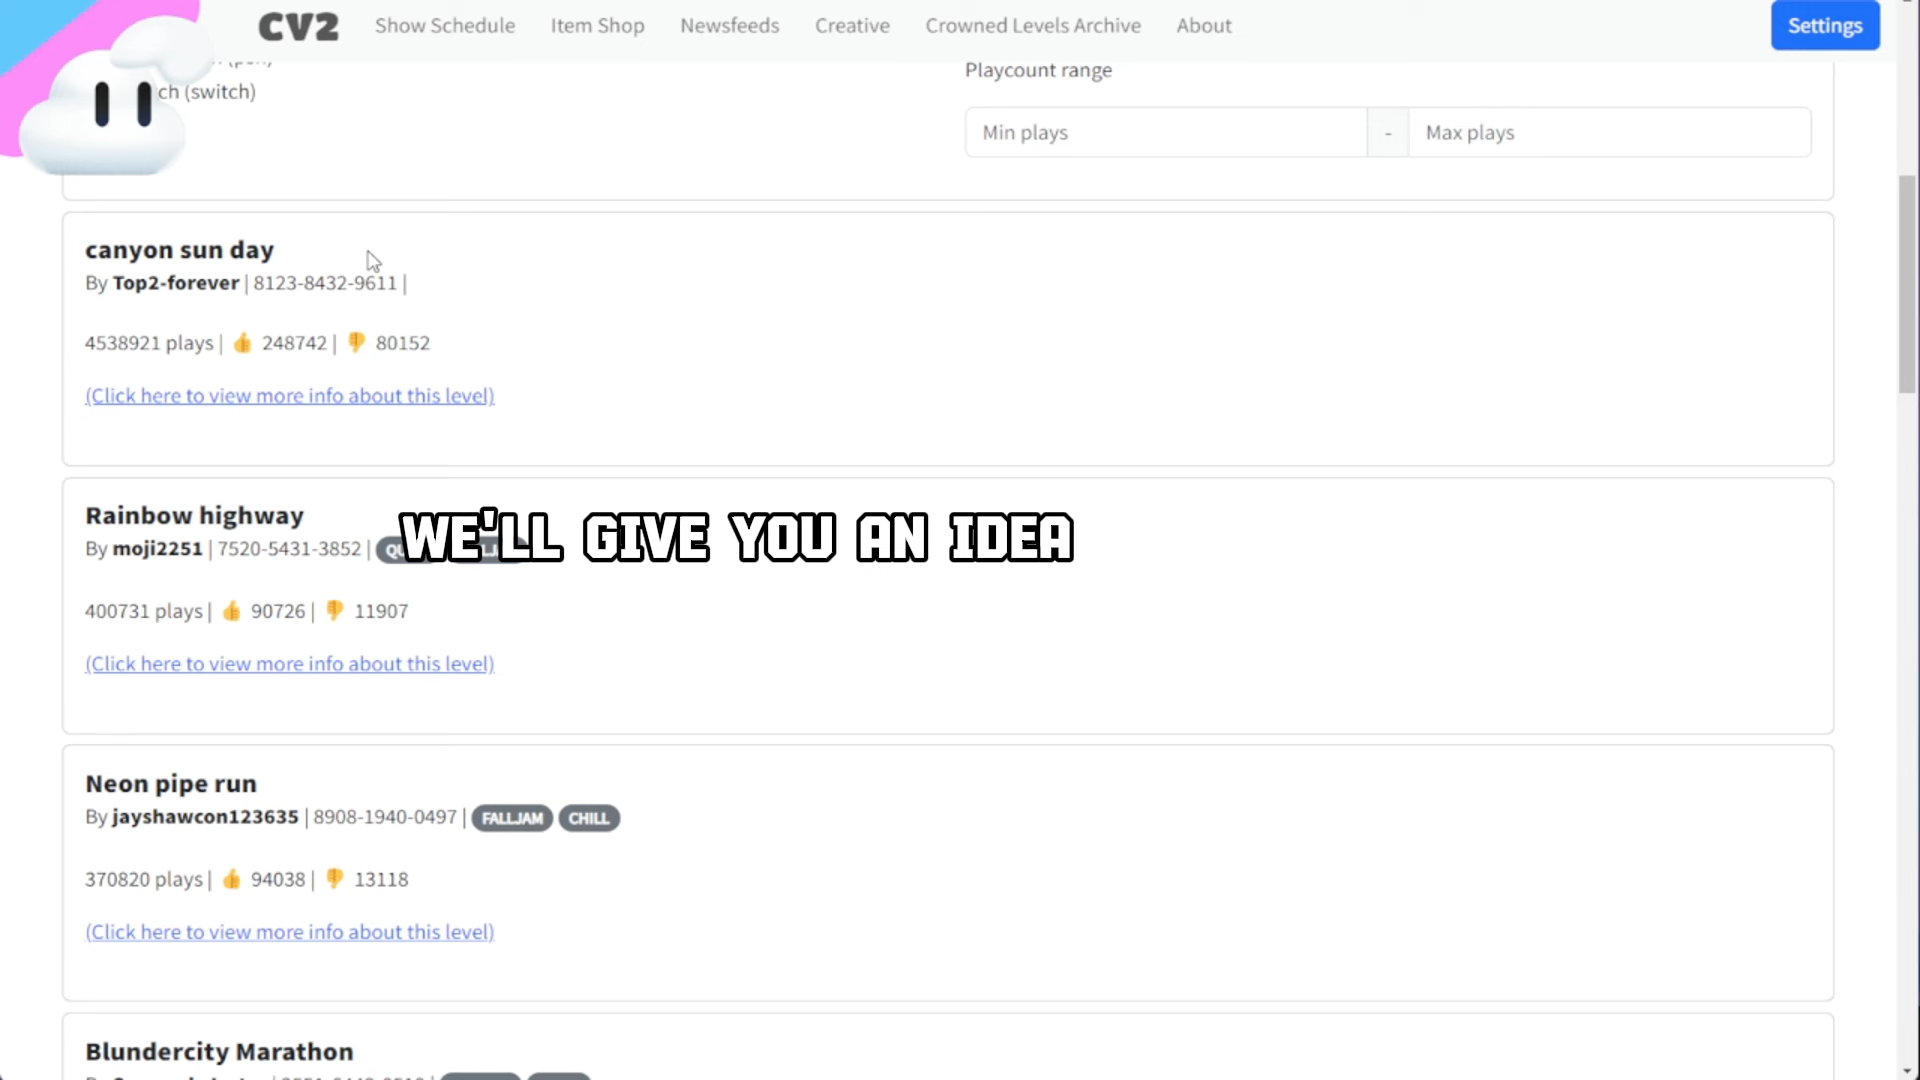 CV2 Show Schedule Item Shop Newsfeeds Creative Crowned Levels Archive About Settings
Playcount range
ch (switch)
Min plays - Max plays
canyon sun day
By Top2-forever | 8123-8432-9611 |
4538921 plays | 👍 248742 | 👎 80152
(Click here to view more info about this level)
Rainbow highway
By moji2251 | 7520-5431-3852 |
WE'LL GIVE YOU AN IDEA
400731 plays | 👍 90726 | 👎 11907
(Click here to view more info about this level)
Neon pipe run
By jayshawcon123635 | 8908-1940-0497 | FALLJAM CHILL
370820 plays | 👍 94038 | 👎 13118
(Click here to view more info about this level)
Blundercity Marathon